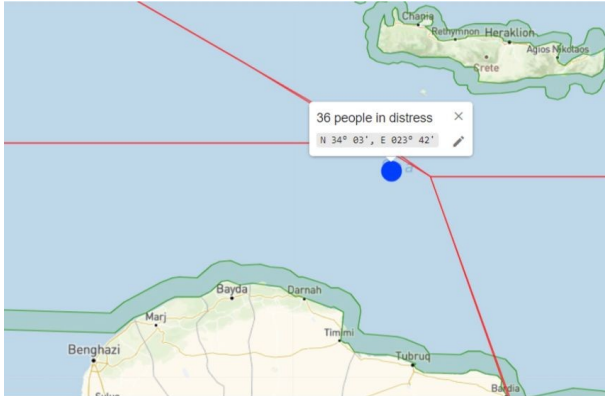 Chania
Rethymnon
Heraklion
Agios Nikolaos
Crete
36 people in distress
N 34° 03', E 023° 42'
Bayda
Darnah
Marj
Timimi
Benghazi
Tubruq
Bardia